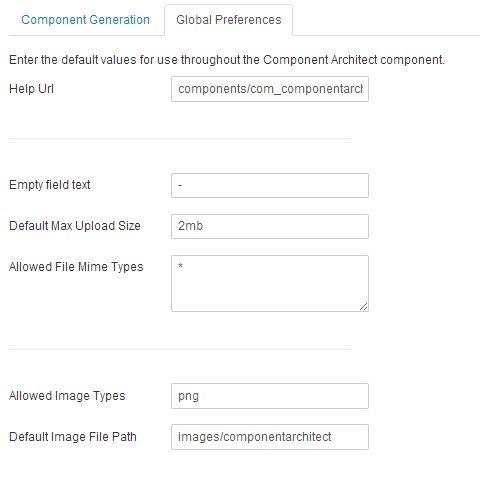 Component Generation Global Preferences
Enter the default values for use throughout the Component Architect component.
Help Url components/com_componentarch
Empty field text -
Default Max Upload Size 2mb
Allowed File Mime Types *
Allowed Image Types png
Default Image File Path images/componentarchitect